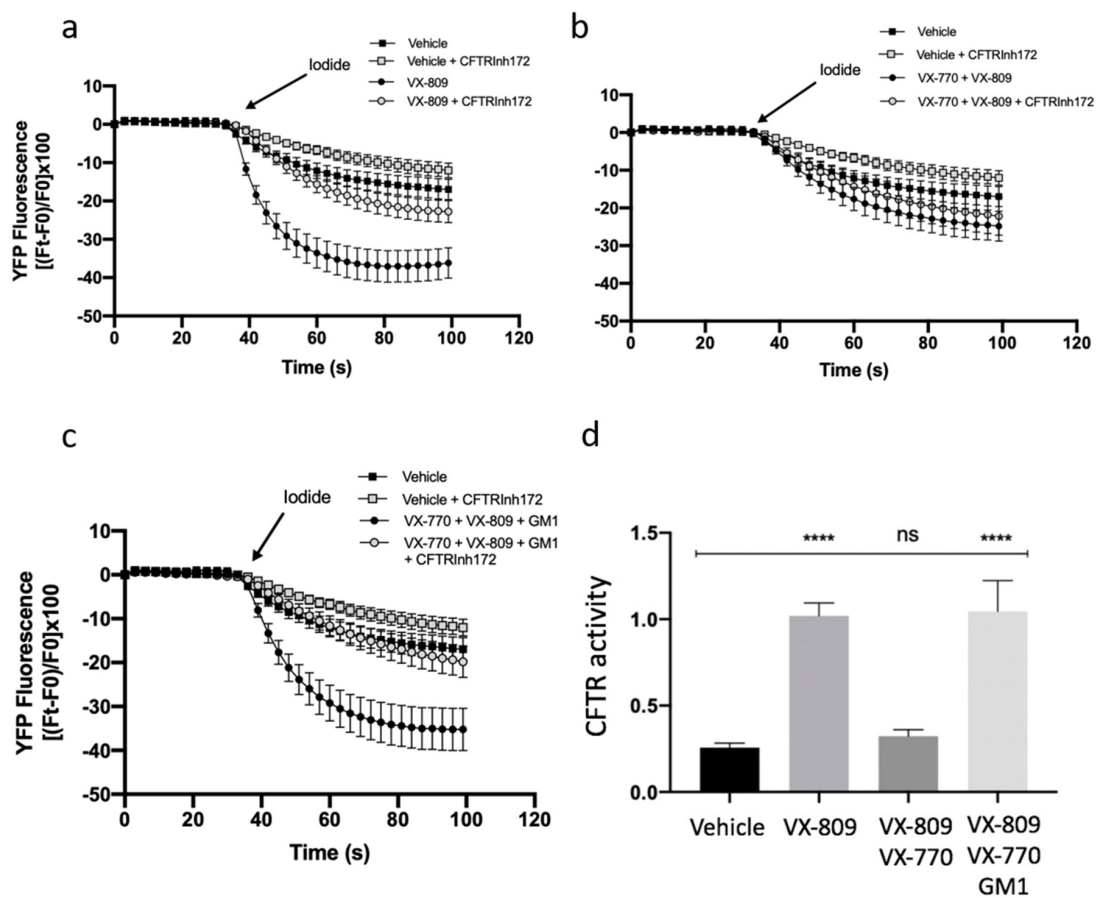 a
Vehicle
Vehicle + CFTRInh172
VX-809
VX-809 + CFTRInh172
Iodide
10
0
-10
-20
-30
-40
-50
YFP Fluorescence
[(Ft-F0)/F0]x100
0 20 40 60 80 100 120
Time (s)
b
Vehicle
Vehicle + CFTRInh172
VX-770 + VX-809
VX-770 + VX-809 + CFTRInh172
Iodide
10
0
-10
-20
-30
-40
-50
0 20 40 60 80 100 120
Time (s)
c
Vehicle
Vehicle + CFTRInh172
VX-770 + VX-809 + GM1
VX-770 + VX-809 + GM1
+ CFTRInh172
Iodide
10
0
-10
-20
-30
-40
-50
YFP Fluorescence
[(Ft-F0)/F0]x100
0 20 40 60 80 100 120
Time (s)
d
1.5
1.0
0.5
0.0
CFTR activity
**** ns ****
Vehicle VX-809 VX-809 VX-809
VX-770 VX-770
GM1